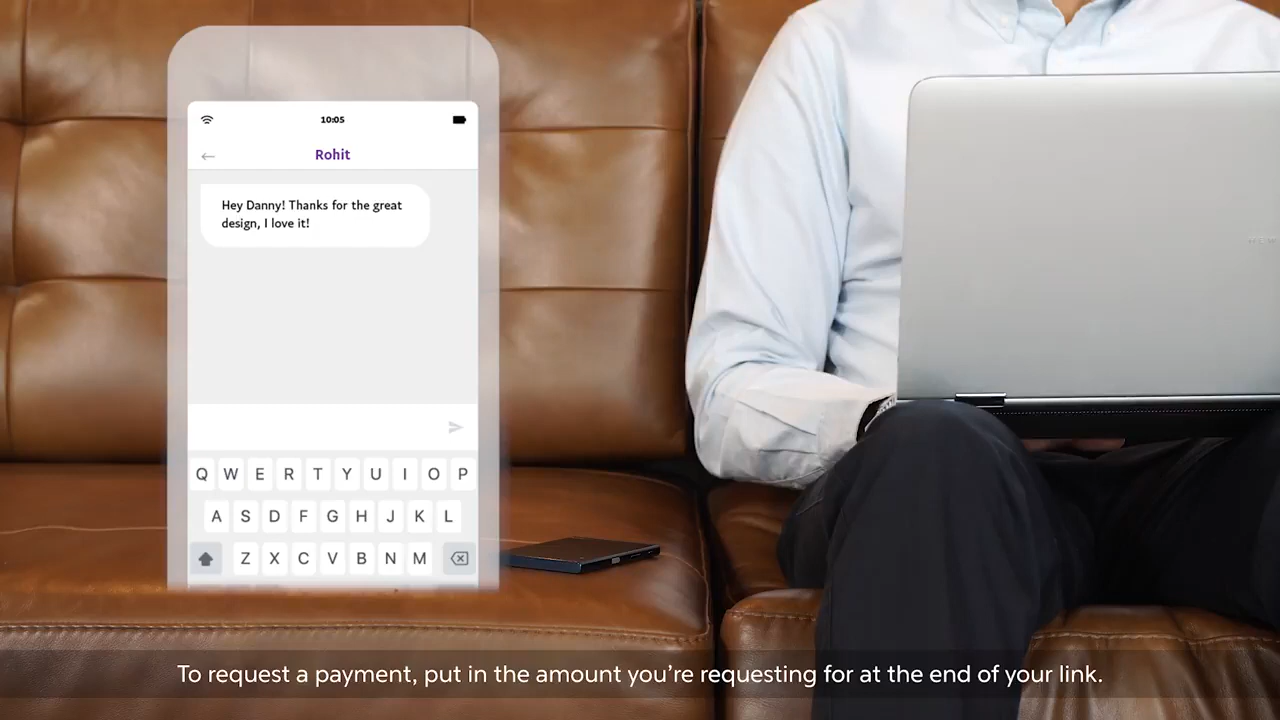 10:05
Rohit
Hey Danny! Thanks for the great
design, I love it!
Q W E R T Y U I O P
A S D F G H J K L
Z X C V B N M
To request a payment, put in the amount you're requesting for at the end of your link.